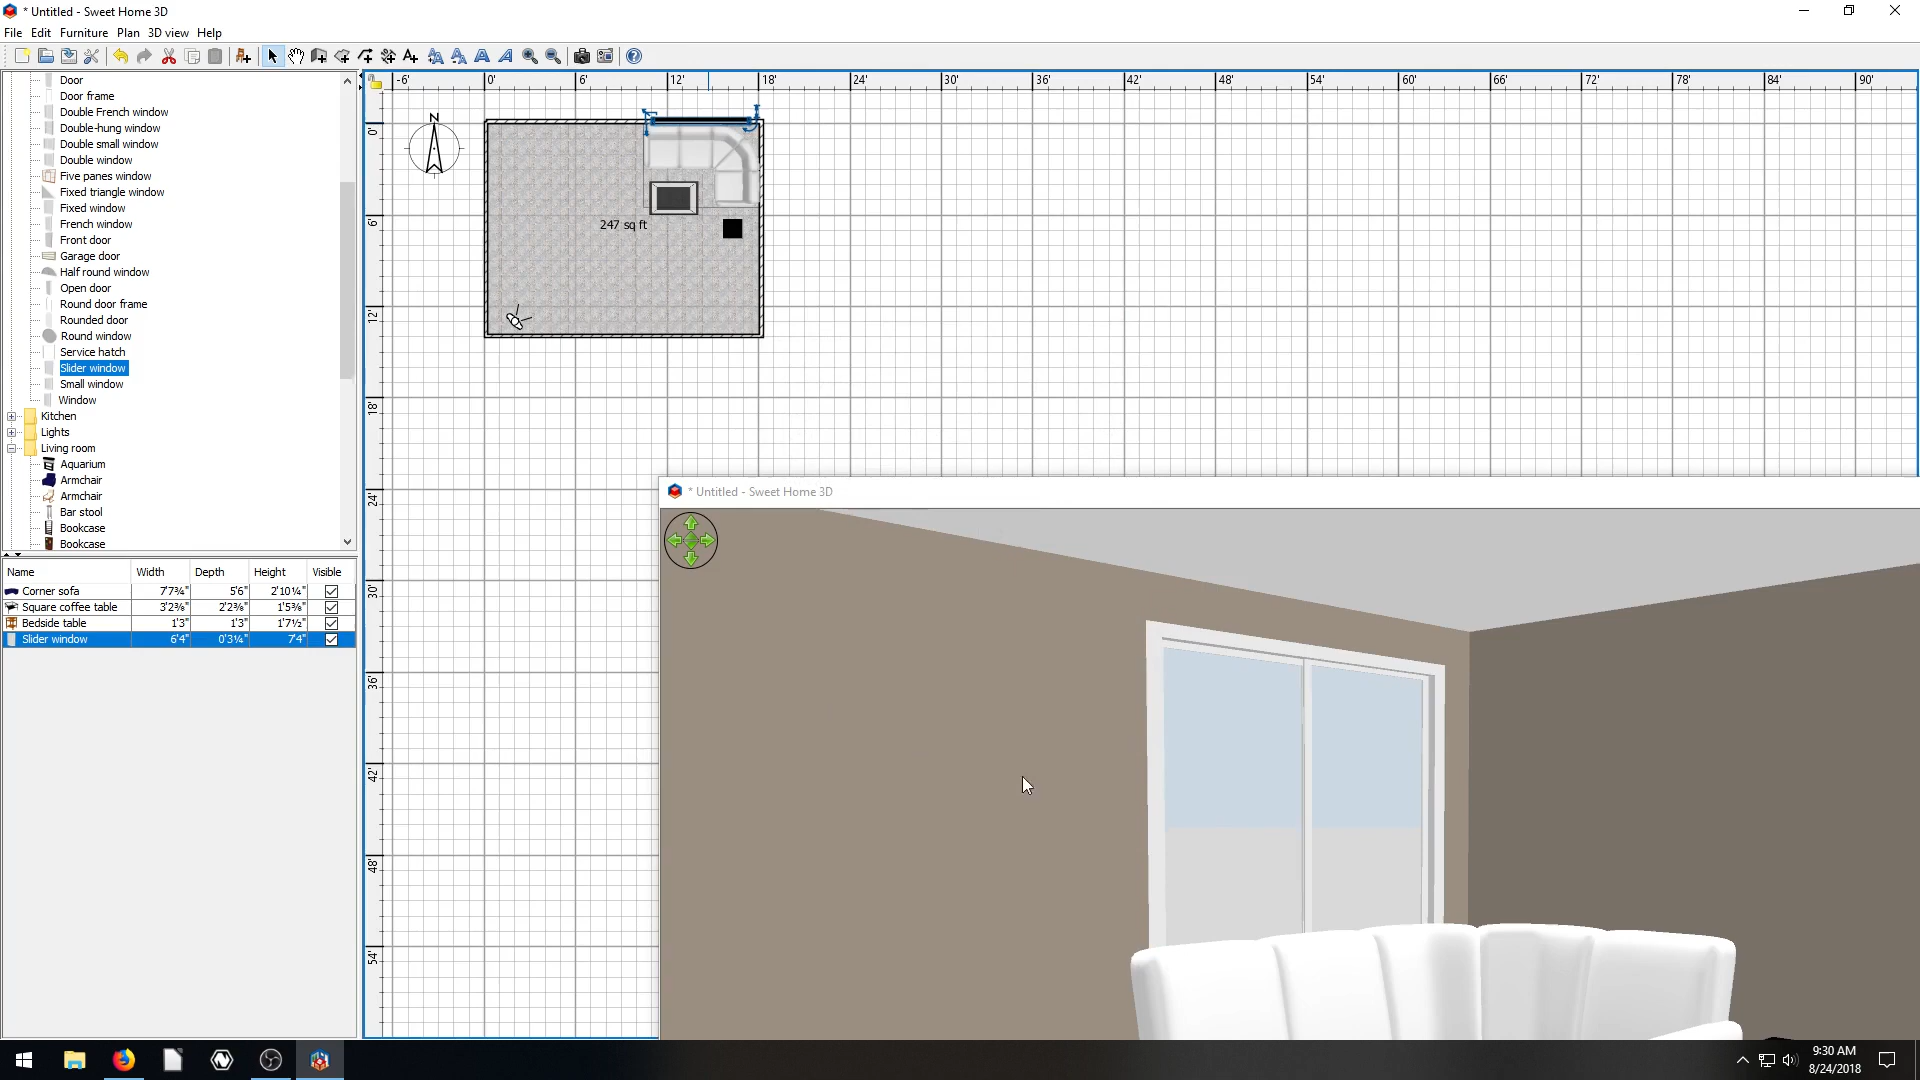 * Untitled - Sweet Home 3D
File Edit Furniture Plan 3D view Help
-6' 0' 6' 12' 18' 24' 30' 36' 42' 48' 54' 60' 66' 72' 78' 84' 90'
Door
Door frame
Double French window
Double-hung window
Double small window
Double window
Five panes window
Fixed triangle window
Fixed window
French window
Front door
Garage door
Half round window
Open door
Round door frame
Rounded door
Round window
Service hatch
Slider window
Small window
Window
Kitchen
Lights
Living room
Aquarium
Armchair
Armchair
Bar stool
Bookcase
Bookcase
Name Width Depth Height Visible
Corner sofa 7'7¾" 5'6" 2'10¼"
Square coffee table 3'2⅜" 2'2⅜" 1'5⅜"
Bedside table 1'3" 1'3" 1'7½"
Slider window 6'4" 0'3¼" 7'4"
N
0'
6'
12'
18'
24'
30'
36'
42'
48'
54'
247 sq ft
* Untitled - Sweet Home 3D
9:30 AM
8/24/2018